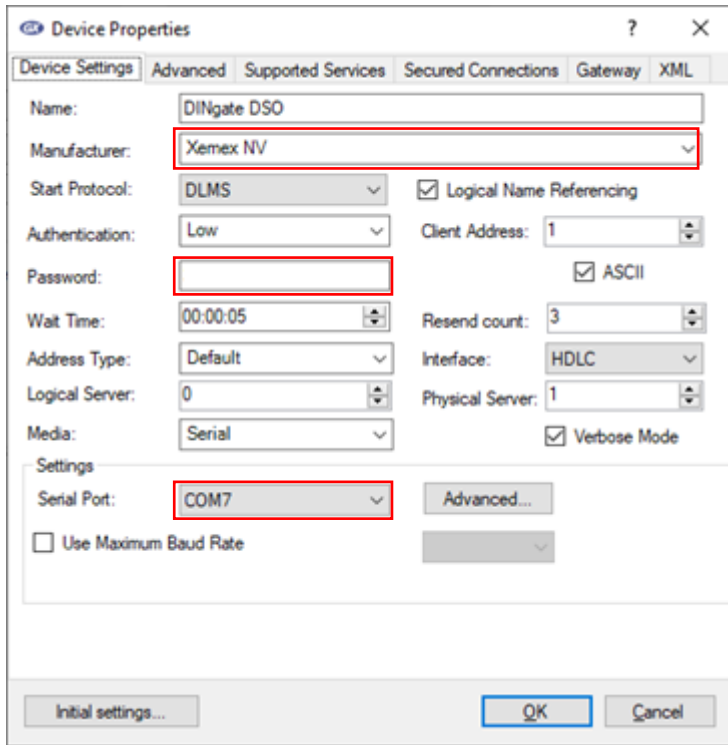 GX Device Properties ? ×
Device Settings Advanced Supported Services Secured Connections Gateway XML
Name: DINgate DSO
Manufacturer: Xemex NV
Start Protocol: DLMS Logical Name Referencing
Authentication: Low Client Address: 1
Password: ASCII
Wait Time: 00:00:05 Resend count: 3
Address Type: Default Interface: HDLC
Logical Server: 0 Physical Server: 1
Media: Serial Verbose Mode
Settings
Serial Port: COM7 Advanced...
Use Maximum Baud Rate
Initial settings... OK Cancel